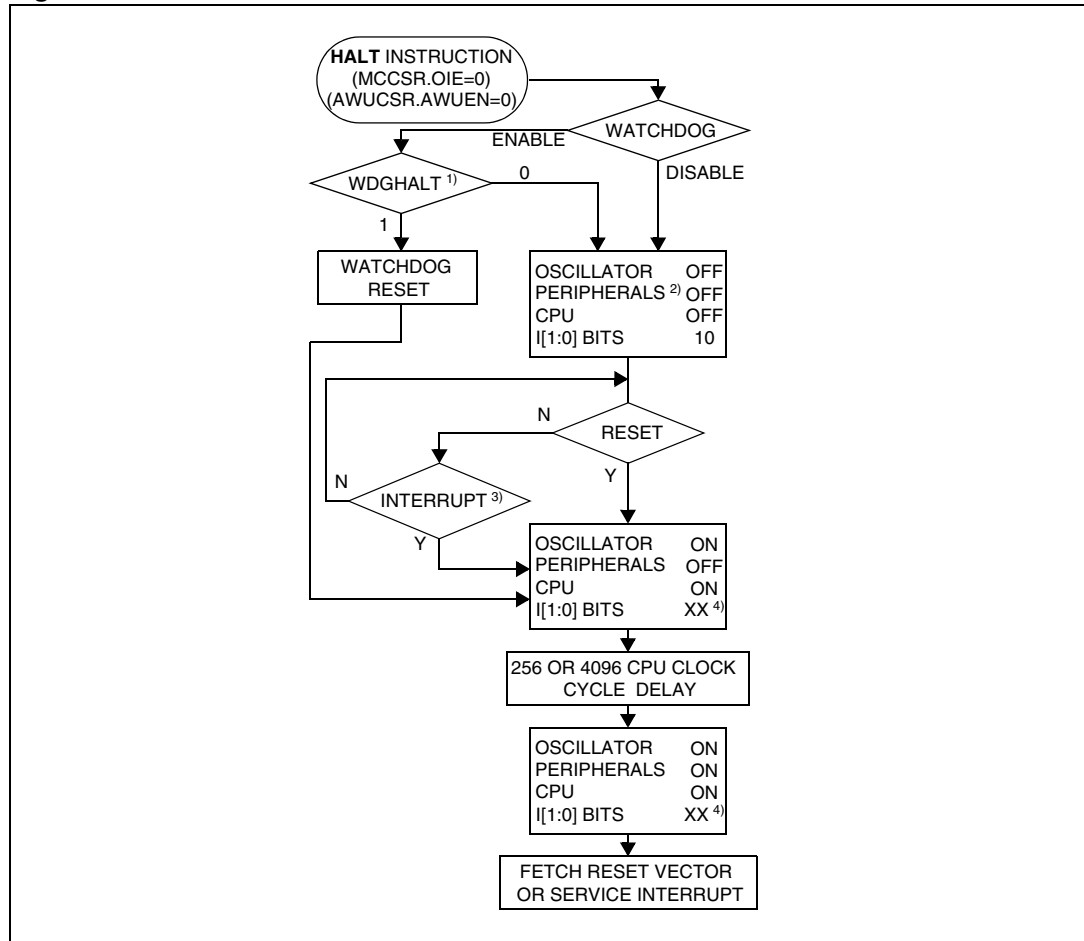 HALT INSTRUCTION
(MCCSR.OIE=0)
(AWUCSR.AWUEN=0)
WATCHDOG
ENABLE
DISABLE
WDGHALT 1)
0
1
WATCHDOG
RESET
OSCILLATOR OFF
PERIPHERALS 2) OFF
CPU OFF
I[1:0] BITS 10
RESET
N
Y
INTERRUPT 3)
N
Y
OSCILLATOR ON
PERIPHERALS OFF
CPU ON
I[1:0] BITS XX 4)
256 OR 4096 CPU CLOCK
CYCLE DELAY
OSCILLATOR ON
PERIPHERALS ON
CPU ON
I[1:0] BITS XX 4)
FETCH RESET VECTOR
OR SERVICE INTERRUPT